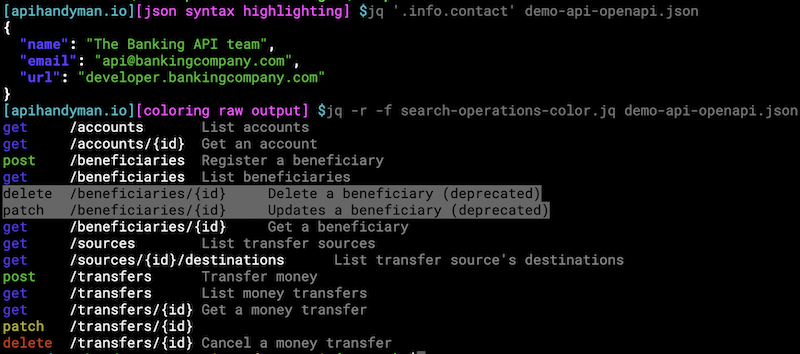 [apihandyman.io][json syntax highlighting] $jq '.info.contact' demo-api-openapi.json
{
  "name": "The Banking API team",
  "email": "api@bankingcompany.com",
  "url": "developer.bankingcompany.com"
}
[apihandyman.io][coloring raw output] $jq -r -f search-operations-color.jq demo-api-openapi.json
get     /accounts       List accounts
get     /accounts/{id}  Get an account
post    /beneficiaries  Register a beneficiary
get     /beneficiaries  List beneficiaries
delete  /beneficiaries/{id}     Delete a beneficiary (deprecated)
patch   /beneficiaries/{id}     Updates a beneficiary (deprecated)
get     /beneficiaries/{id}     Get a beneficiary
get     /sources        List transfer sources
get     /sources/{id}/destinations      List transfer source's destinations
post    /transfers      Transfer money
get     /transfers      List money transfers
get     /transfers/{id} Get a money transfer
patch   /transfers/{id}
delete  /transfers/{id} Cancel a money transfer